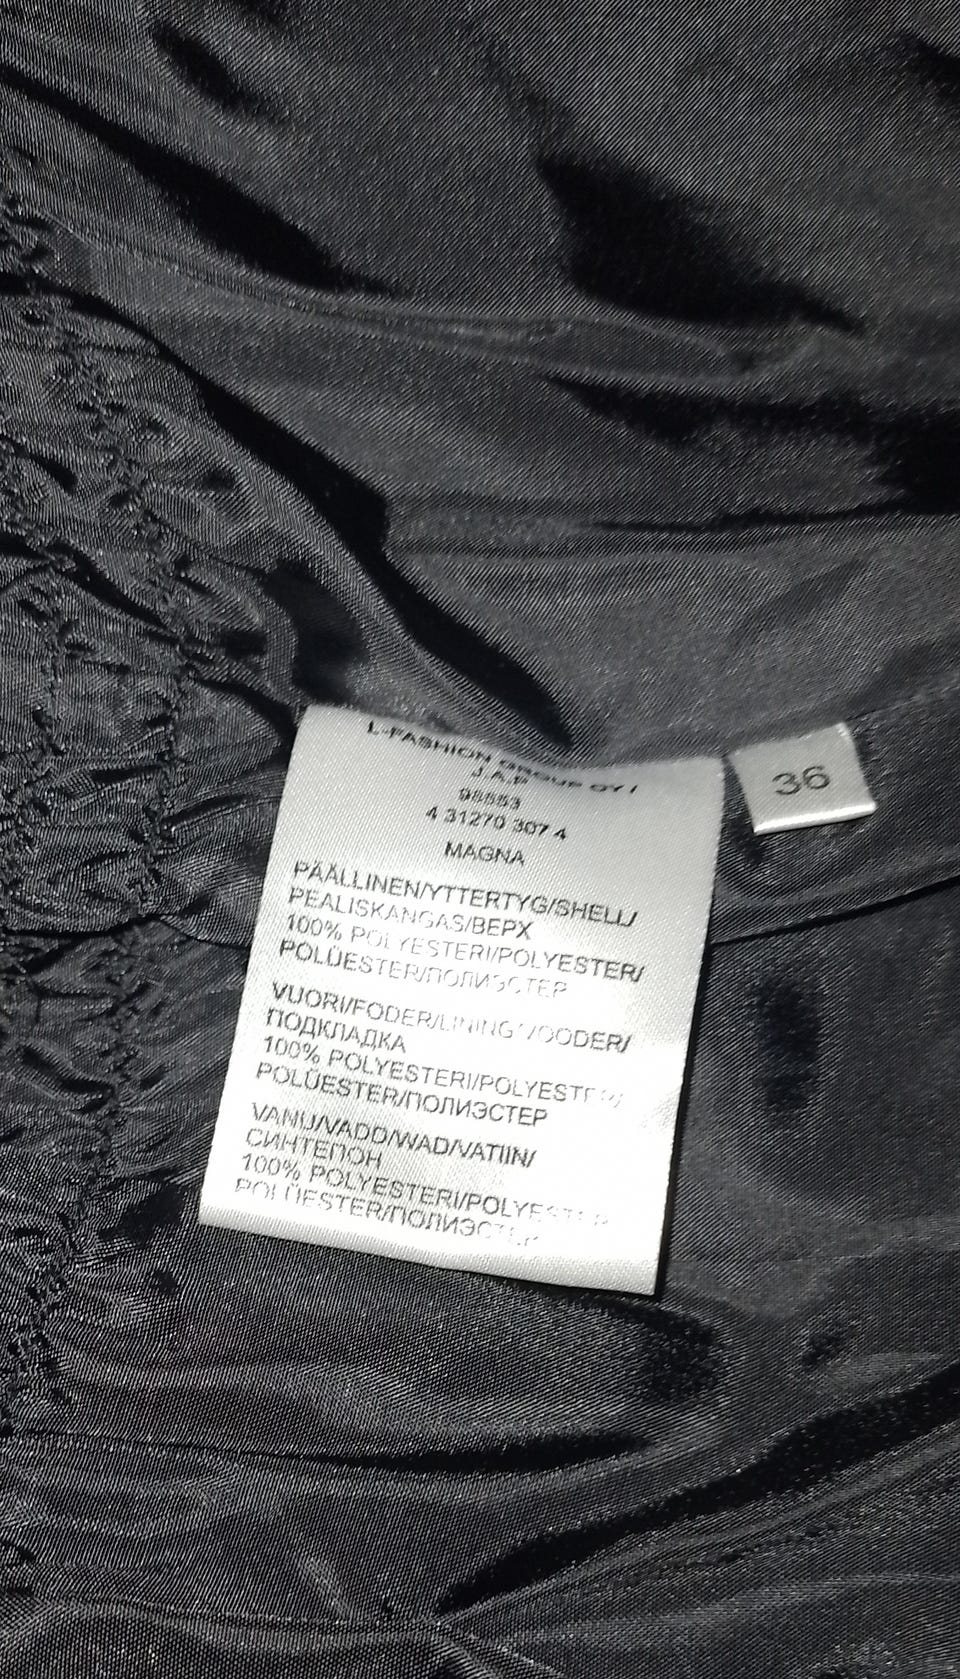 L-FASHION GROUP OY /
J.A.P
98553
4 31270 307 4
MAGNA
PÄÄLLINEN/YTTERTYG/SHELL/
PEALISKANGAS/ВЕРХ
100% POLYESTERI/POLYESTER/
POLÜESTER/ПОЛИЭСТЕР
VUORI/FODER/LINING/VOODER/
ПОДКЛАДКА
100% POLYESTERI/POLYESTER/
POLÜESTER/ПОЛИЭСТЕР
VANU/VADD/WAD/VATIIN/
СИНТЕПОН
100% POLYESTERI/POLYESTER
POLÜESTER/ПОЛИЭСТЕР
36